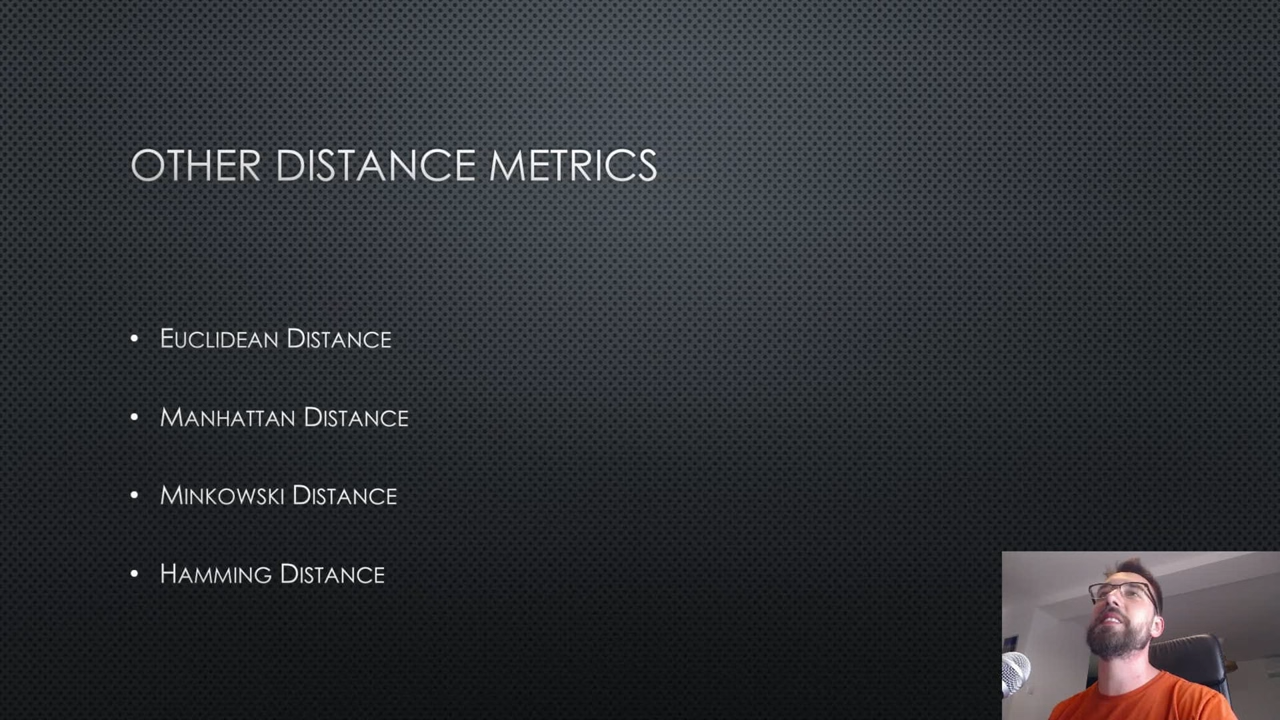 OTHER DISTANCE METRICS
• EUCLIDEAN DISTANCE
• MANHATTAN DISTANCE
• MINKOWSKI DISTANCE
• HAMMING DISTANCE